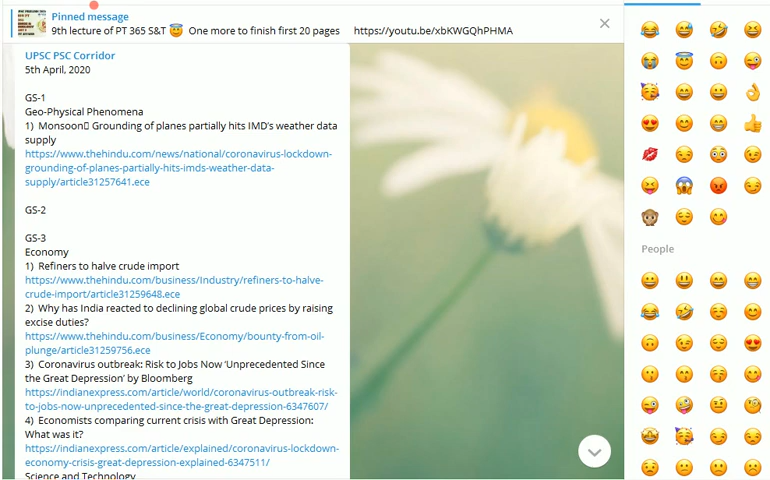 Pinned message
9th lecture of PT 365 S&T 😇 One more to finish first 20 pages https://youtu.be/xbKWGQhPHMA
UPSC PSC Corridor
5th April, 2020
GS-1
Geo-Physical Phenomena
1) Monsoon Grounding of planes partially hits IMD's weather data
supply
https://www.thehindu.com/news/national/coronavirus-lockdown-
grounding-of-planes-partially-hits-imds-weather-data-
supply/article31257641.ece
GS-2
GS-3
Economy
1) Refiners to halve crude import
https://www.thehindu.com/business/Industry/refiners-to-halve-
crude-import/article31259648.ece
2) Why has India reacted to declining global crude prices by raising
excise duties?
https://www.thehindu.com/business/Economy/bounty-from-oil-
plunge/article31259756.ece
3) Coronavirus outbreak: Risk to Jobs Now 'Unprecedented Since
the Great Depression' by Bloomberg
https://indianexpress.com/article/world/coronavirus-outbreak-risk-
to-jobs-now-unprecedented-since-the-great-depression-6347607/
4) Economists comparing current crisis with Great Depression:
What was it?
https://indianexpress.com/article/explained/coronavirus-lockdown-
economy-crisis-great-depression-explained-6347511/
Science and Technology
People